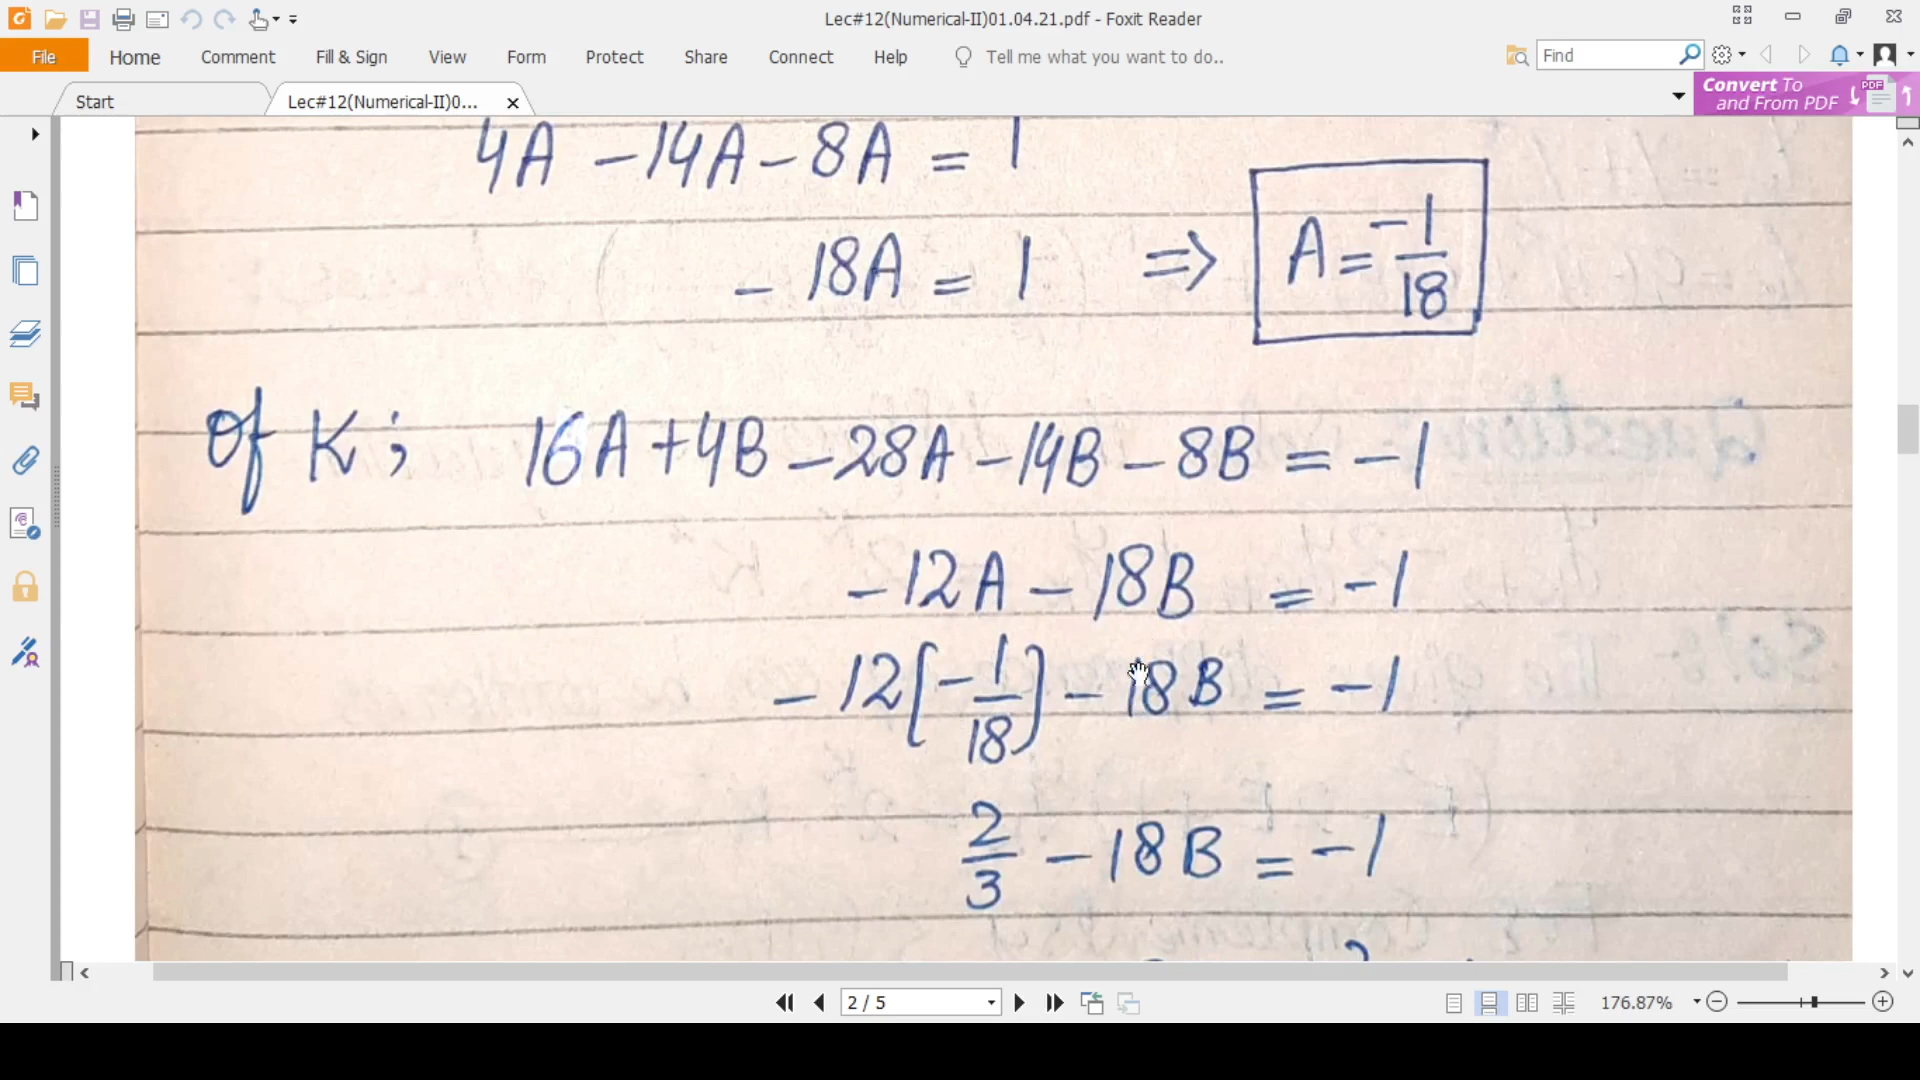 Lec#12(Numerical-II)01.04.21.pdf - Foxit Reader
File Home Comment Fill & Sign View Form Protect Share Connect Help Tell me what you want to do.. Find
Start Lec#12(Numerical-II)0... Convert To and From PDF
4A - 14A - 8A = 1
- 18A = 1 => A = -1/18
Of K; 16A + 4B - 28A - 14B - 8B = -1
-12A - 18B = -1
- 12[-1/18] - 18B = -1
2/3 - 18B = -1
2 / 5 176.87%